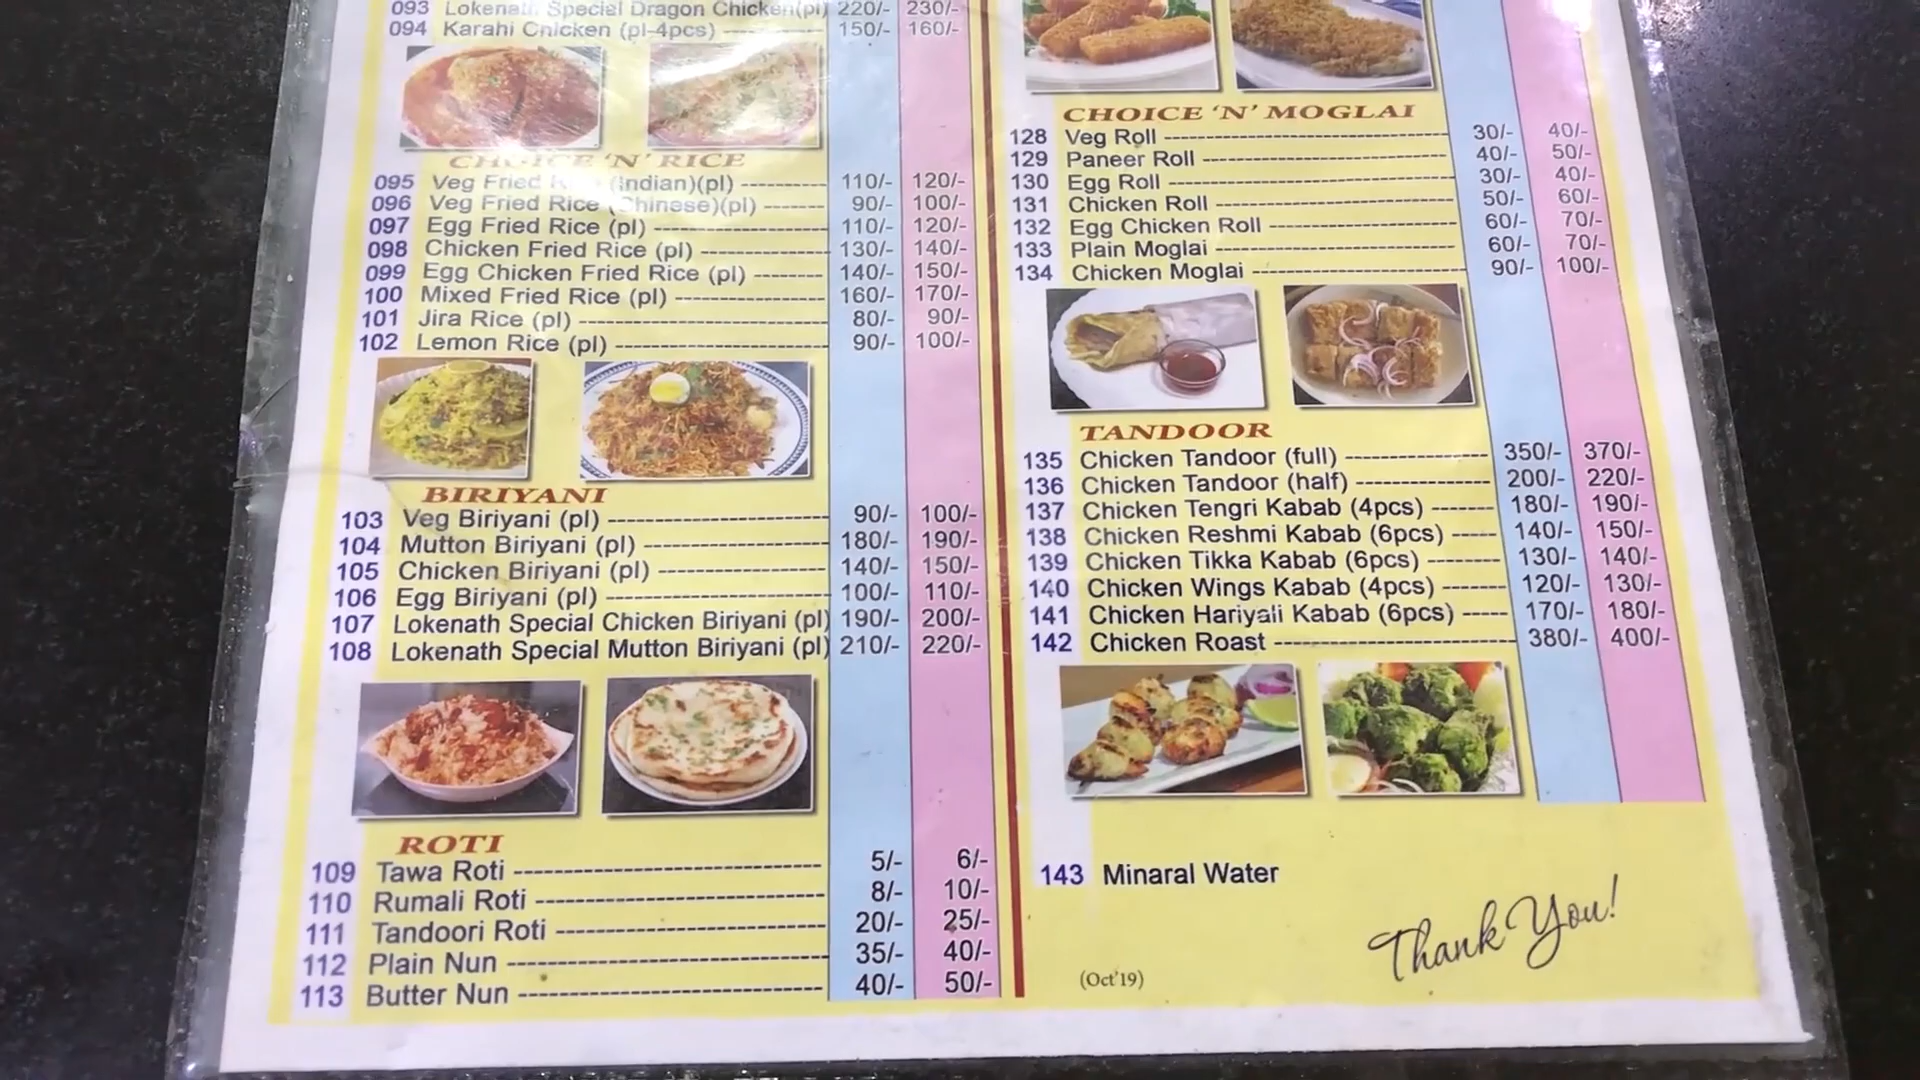 093 Lokenath Special Dragon Chicken(pl) 220/- 230/-
094 Karahi Chicken (pl-4pcs) 150/- 160/-
CHOICE 'N' RICE
095 Veg Fried (Indian)(pl) 110/- 120/-
096 Veg Fried Rice (Chinese)(pl) 90/- 100/-
097 Egg Fried Rice (pl) 110/- 120/-
098 Chicken Fried Rice (pl) 130/- 140/-
099 Egg Chicken Fried Rice (pl) 140/- 150/-
100 Mixed Fried Rice (pl) 160/- 170/-
101 Jira Rice (pl) 80/- 90/-
102 Lemon Rice (pl) 90/- 100/-
BIRIYANI
103 Veg Biriyani (pl) 90/- 100/-
104 Mutton Biriyani (pl) 180/- 190/-
105 Chicken Biriyani (pl) 140/- 150/-
106 Egg Biriyani (pl) 100/- 110/-
107 Lokenath Special Chicken Biriyani (pl) 190/- 200/-
108 Lokenath Special Mutton Biriyani (pl) 210/- 220/-
ROTI
109 Tawa Roti 5/- 6/-
110 Rumali Roti 8/- 10/-
111 Tandoori Roti 20/- 25/-
112 Plain Nun 35/- 40/-
113 Butter Nun 40/- 50/-
CHOICE 'N' MOGLAI
128 Veg Roll 30/- 40/-
129 Paneer Roll 40/- 50/-
130 Egg Roll 30/- 40/-
131 Chicken Roll 50/- 60/-
132 Egg Chicken Roll 60/- 70/-
133 Plain Moglai 60/- 70/-
134 Chicken Moglai 90/- 100/-
TANDOOR
135 Chicken Tandoor (full) 350/- 370/-
136 Chicken Tandoor (half) 200/- 220/-
137 Chicken Tengri Kabab (4pcs) 180/- 190/-
138 Chicken Reshmi Kabab (6pcs) 140/- 150/-
139 Chicken Tikka Kabab (6pcs) 130/- 140/-
140 Chicken Wings Kabab (4pcs) 120/- 130/-
141 Chicken Hariyali Kabab (6pcs) 170/- 180/-
142 Chicken Roast 380/- 400/-
143 Minaral Water
Thank You!
(Oct'19)